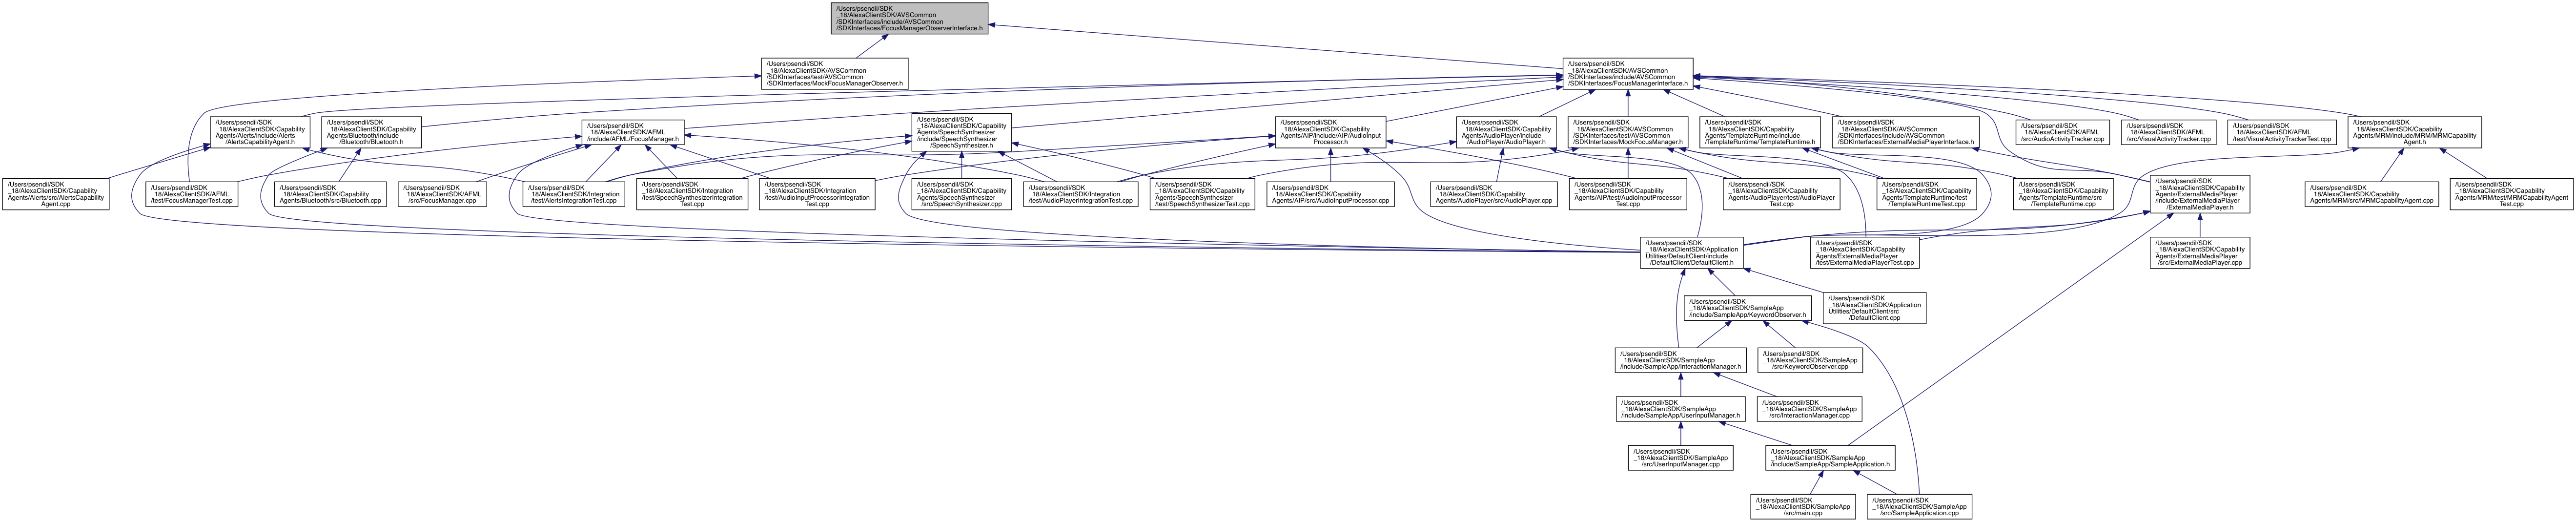 /Users/psendil/SDK
_18/AlexaClientSDK/AVSCommon
/SDKInterfaces/include/AVSCommon
/SDKInterfaces/FocusManagerObserverInterface.h
/Users/psendil/SDK
_18/AlexaClientSDK/AVSCommon
/SDKInterfaces/test/AVSCommon
/SDKInterfaces/MockFocusManagerObserver.h
/Users/psendil/SDK
_18/AlexaClientSDK/AVSCommon
/SDKInterfaces/include/AVSCommon
/SDKInterfaces/FocusManagerInterface.h
/Users/psendil/SDK
_18/AlexaClientSDK/Capability
Agents/Alerts/include/Alerts
/AlertsCapabilityAgent.h
/Users/psendil/SDK
_18/AlexaClientSDK/Capability
Agents/Bluetooth/include
/Bluetooth/Bluetooth.h
/Users/psendil/SDK
_18/AlexaClientSDK/AFML
/include/AFML/FocusManager.h
/Users/psendil/SDK
_18/AlexaClientSDK/Capability
Agents/SpeechSynthesizer
/include/SpeechSynthesizer
/SpeechSynthesizer.h
/Users/psendil/SDK
_18/AlexaClientSDK/Capability
Agents/AIP/include/AIP/AudioInput
Processor.h
/Users/psendil/SDK
_18/AlexaClientSDK/Capability
Agents/AudioPlayer/include
/AudioPlayer/AudioPlayer.h
/Users/psendil/SDK
_18/AlexaClientSDK/AVSCommon
/SDKInterfaces/test/AVSCommon
/SDKInterfaces/MockFocusManager.h
/Users/psendil/SDK
_18/AlexaClientSDK/Capability
Agents/TemplateRuntime/include
/TemplateRuntime/TemplateRuntime.h
/Users/psendil/SDK
_18/AlexaClientSDK/AVSCommon
/SDKInterfaces/include/AVSCommon
/SDKInterfaces/ExternalMediaPlayerInterface.h
/Users/psendil/SDK
_18/AlexaClientSDK/AFML
/src/AudioActivityTracker.cpp
/Users/psendil/SDK
_18/AlexaClientSDK/AFML
/src/VisualActivityTracker.cpp
/Users/psendil/SDK
_18/AlexaClientSDK/AFML
/test/VisualActivityTrackerTest.cpp
/Users/psendil/SDK
_18/AlexaClientSDK/Capability
Agents/MRM/include/MRM/MRMCapability
Agent.h
/Users/psendil/SDK
_18/AlexaClientSDK/Capability
Agents/Alerts/src/AlertsCapability
Agent.cpp
/Users/psendil/SDK
_18/AlexaClientSDK/AFML
/test/FocusManagerTest.cpp
/Users/psendil/SDK
_18/AlexaClientSDK/Capability
Agents/Bluetooth/src/Bluetooth.cpp
/Users/psendil/SDK
_18/AlexaClientSDK/AFML
/src/FocusManager.cpp
/Users/psendil/SDK
_18/AlexaClientSDK/Integration
/test/AlertsIntegrationTest.cpp
/Users/psendil/SDK
_18/AlexaClientSDK/Integration
/test/SpeechSynthesizerIntegration
Test.cpp
/Users/psendil/SDK
_18/AlexaClientSDK/Integration
/test/AudioInputProcessorIntegration
Test.cpp
/Users/psendil/SDK
_18/AlexaClientSDK/Capability
Agents/SpeechSynthesizer
/src/SpeechSynthesizer.cpp
/Users/psendil/SDK
_18/AlexaClientSDK/Integration
/test/AudioPlayerIntegrationTest.cpp
/Users/psendil/SDK
_18/AlexaClientSDK/Capability
Agents/SpeechSynthesizer
/test/SpeechSynthesizerTest.cpp
/Users/psendil/SDK
_18/AlexaClientSDK/Capability
Agents/AIP/src/AudioInputProcessor.cpp
/Users/psendil/SDK
_18/AlexaClientSDK/Capability
Agents/AudioPlayer/src/AudioPlayer.cpp
/Users/psendil/SDK
_18/AlexaClientSDK/Capability
Agents/AIP/test/AudioInputProcessor
Test.cpp
/Users/psendil/SDK
_18/AlexaClientSDK/Capability
Agents/AudioPlayer/test/AudioPlayer
Test.cpp
/Users/psendil/SDK
_18/AlexaClientSDK/Capability
Agents/TemplateRuntime/test
/TemplateRuntimeTest.cpp
/Users/psendil/SDK
_18/AlexaClientSDK/Capability
Agents/TemplateRuntime/src
/TemplateRuntime.cpp
/Users/psendil/SDK
_18/AlexaClientSDK/Capability
Agents/ExternalMediaPlayer
/include/ExternalMediaPlayer
/ExternalMediaPlayer.h
/Users/psendil/SDK
_18/AlexaClientSDK/Capability
Agents/MRM/src/MRMCapabilityAgent.cpp
/Users/psendil/SDK
_18/AlexaClientSDK/Capability
Agents/MRM/test/MRMCapabilityAgent
Test.cpp
/Users/psendil/SDK
_18/AlexaClientSDK/Application
Utilities/DefaultClient/include
/DefaultClient/DefaultClient.h
/Users/psendil/SDK
_18/AlexaClientSDK/Capability
Agents/ExternalMediaPlayer
/test/ExternalMediaPlayerTest.cpp
/Users/psendil/SDK
_18/AlexaClientSDK/Capability
Agents/ExternalMediaPlayer
/src/ExternalMediaPlayer.cpp
/Users/psendil/SDK
_18/AlexaClientSDK/SampleApp
/include/SampleApp/KeywordObserver.h
/Users/psendil/SDK
_18/AlexaClientSDK/Application
Utilities/DefaultClient/src
/DefaultClient.cpp
/Users/psendil/SDK
_18/AlexaClientSDK/SampleApp
/include/SampleApp/InteractionManager.h
/Users/psendil/SDK
_18/AlexaClientSDK/SampleApp
/src/KeywordObserver.cpp
/Users/psendil/SDK
_18/AlexaClientSDK/SampleApp
/include/SampleApp/UserInputManager.h
/Users/psendil/SDK
_18/AlexaClientSDK/SampleApp
/src/InteractionManager.cpp
/Users/psendil/SDK
_18/AlexaClientSDK/SampleApp
/src/UserInputManager.cpp
/Users/psendil/SDK
_18/AlexaClientSDK/SampleApp
/include/SampleApp/SampleApplication.h
/Users/psendil/SDK
_18/AlexaClientSDK/SampleApp
/src/main.cpp
/Users/psendil/SDK
_18/AlexaClientSDK/SampleApp
/src/SampleApplication.cpp